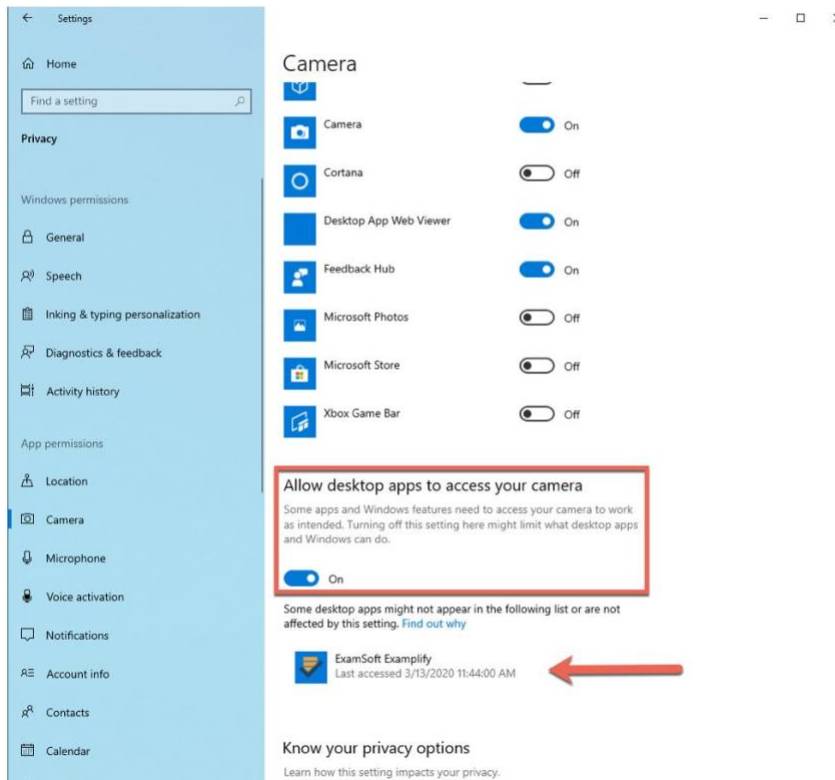 Settings
Home
Find a setting
Privacy
Windows permissions
General
Speech
Inking & typing personalization
Diagnostics & feedback
Activity history
App permissions
Location
Camera
Microphone
Voice activation
Notifications
Account info
Contacts
Calendar
Camera
Camera On
Cortana Off
Desktop App Web Viewer On
Feedback Hub On
Microsoft Photos Off
Microsoft Store Off
Xbox Game Bar Off
Allow desktop apps to access your camera
Some apps and Windows features need to access your camera to work
as intended. Turning off this setting here might limit what desktop apps
and Windows can do.
On
Some desktop apps might not appear in the following list or are not
affected by this setting. Find out why
ExamSoft Examplify
Last accessed 3/13/2020 11:44:00 AM
Know your privacy options
Learn how this setting impacts your privacy.